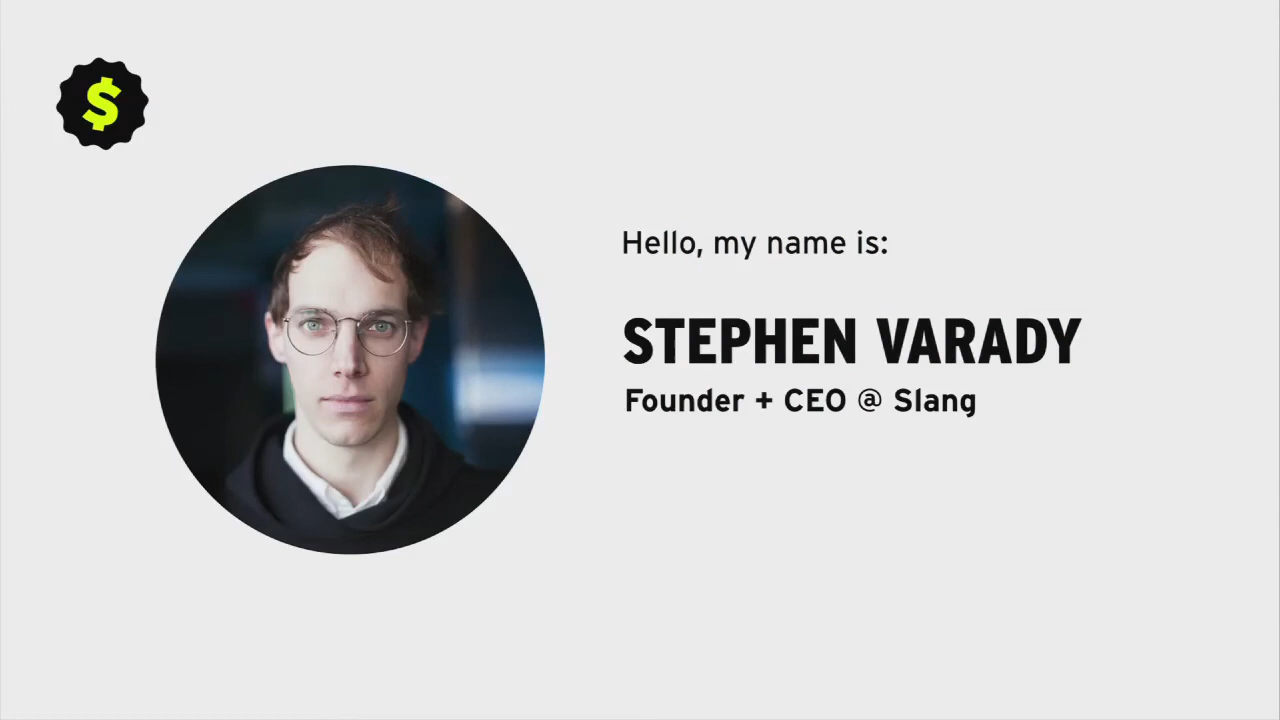 $
Hello, my name is:
STEPHEN VARADY
Founder + CEO @ Slang